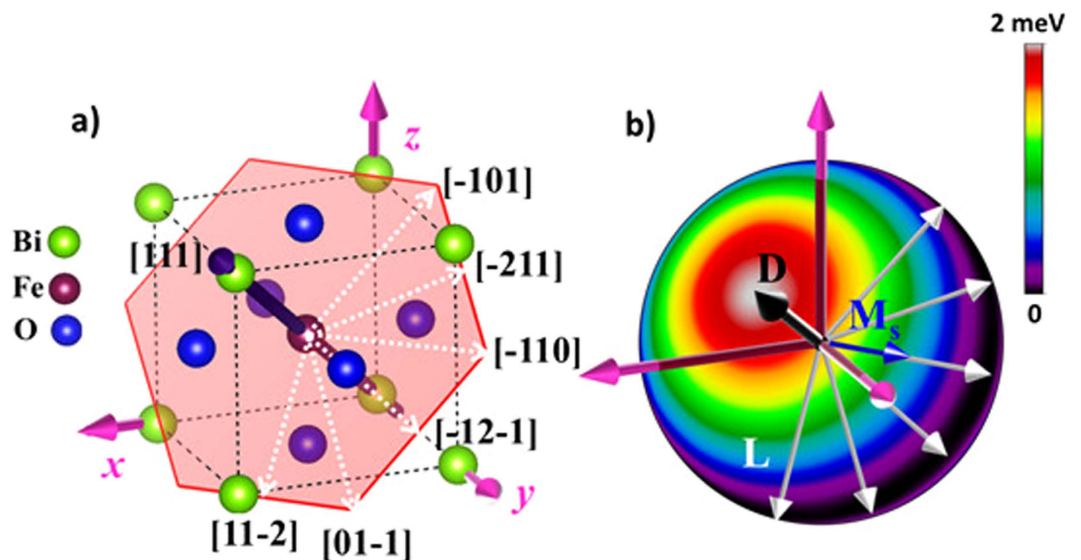 a)
z
[-101]
Bi
[111]
[-211]
Fe
O
[-110]
[-12-1]
x
y
[11-2]
[01-1]
b)
2 meV
D
Ms
0
L